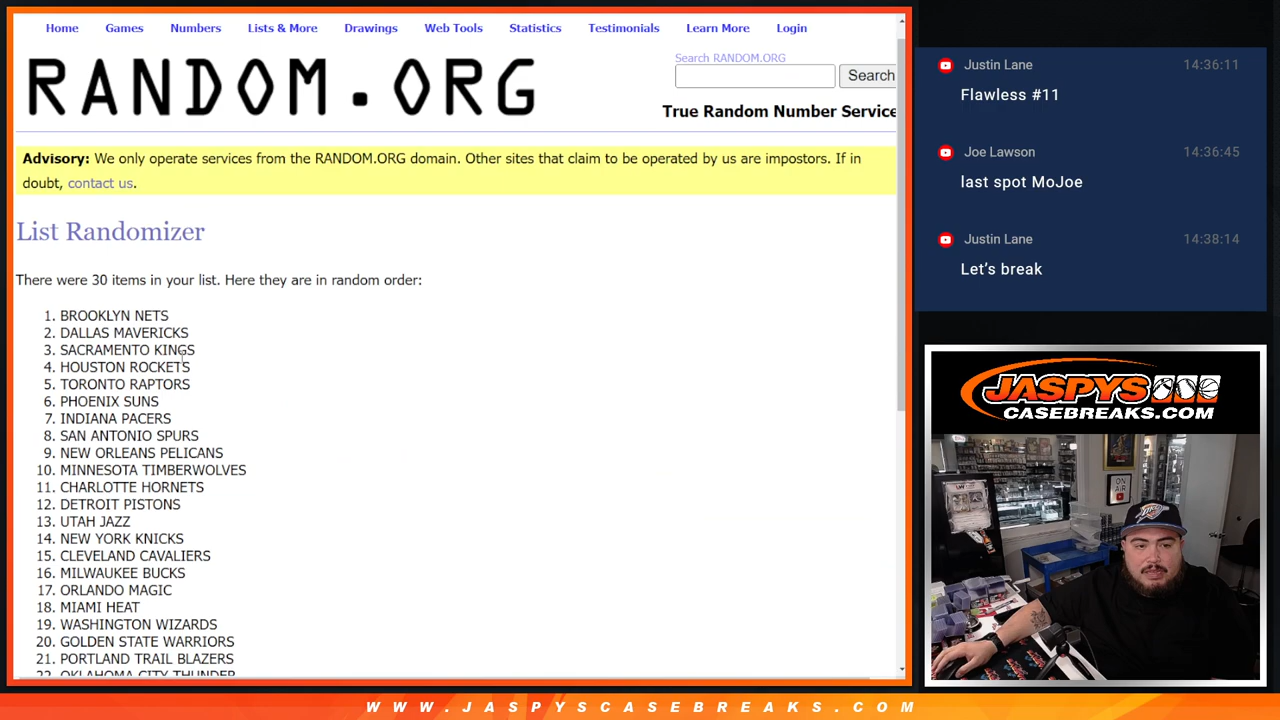 Home Games Numbers Lists & More Drawings Web Tools Statistics Testimonials Learn More Login
RANDOM.ORG
Search RANDOM.ORG
Search
True Random Number Service
Advisory: We only operate services from the RANDOM.ORG domain. Other sites that claim to be operated by us are impostors. If in
doubt, contact us.
List Randomizer
There were 30 items in your list. Here they are in random order:
1. BROOKLYN NETS
2. DALLAS MAVERICKS
3. SACRAMENTO KINGS
4. HOUSTON ROCKETS
5. TORONTO RAPTORS
6. PHOENIX SUNS
7. INDIANA PACERS
8. SAN ANTONIO SPURS
9. NEW ORLEANS PELICANS
10. MINNESOTA TIMBERWOLVES
11. CHARLOTTE HORNETS
12. DETROIT PISTONS
13. UTAH JAZZ
14. NEW YORK KNICKS
15. CLEVELAND CAVALIERS
16. MILWAUKEE BUCKS
17. ORLANDO MAGIC
18. MIAMI HEAT
19. WASHINGTON WIZARDS
20. GOLDEN STATE WARRIORS
21. PORTLAND TRAIL BLAZERS
22. OKLAHOMA CITY THUNDER
Justin Lane 14:36:11
Flawless #11
Joe Lawson 14:36:45
last spot MoJoe
Justin Lane 14:38:14
Let’s break
JASPYS
CASEBREAKS.COM
ON
AIR
WWW.JASPYSCASEBREAKS.COM